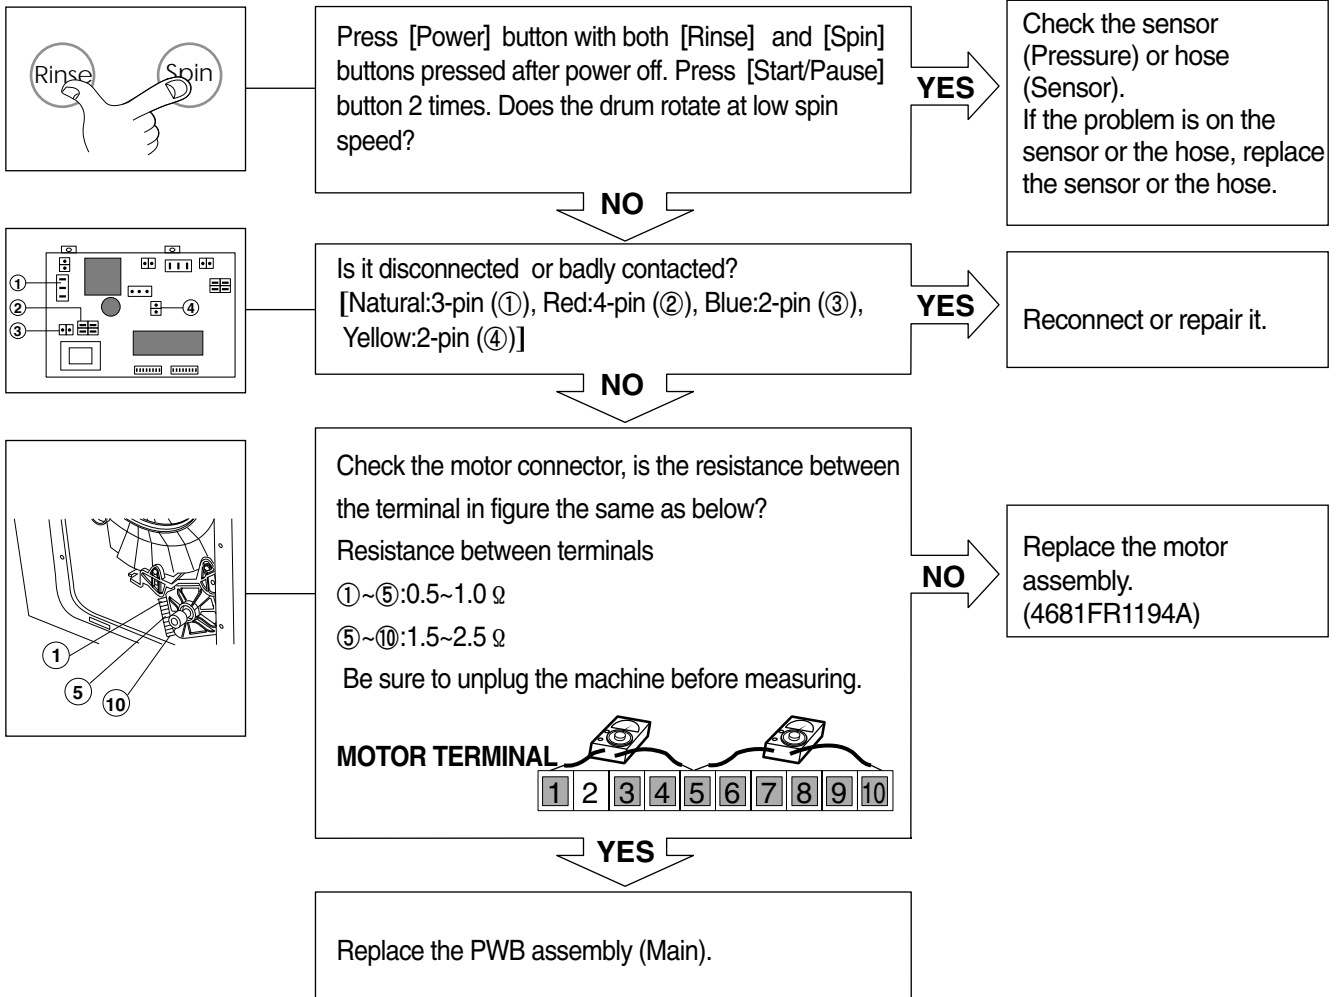 Rinse
Spin
Press [Power] button with both [Rinse] and [Spin]
buttons pressed after power off. Press [Start/Pause]
button 2 times. Does the drum rotate at low spin
speed?
YES
Check the sensor
(Pressure) or hose
(Sensor).
If the problem is on the
sensor or the hose, replace
the sensor or the hose.
NO
①
②
③
④
Is it disconnected or badly contacted?
[Natural:3-pin (①), Red:4-pin (②), Blue:2-pin (③),
Yellow:2-pin (④)]
YES
Reconnect or repair it.
NO
①
⑤
⑩
Check the motor connector, is the resistance between
the terminal in figure the same as below?
Resistance between terminals
①~⑤:0.5~1.0 Ω
⑤~⑩:1.5~2.5 Ω
Be sure to unplug the machine before measuring.
MOTOR TERMINAL
1 2 3 4 5 6 7 8 9 10
NO
Replace the motor
assembly.
(4681FR1194A)
YES
Replace the PWB assembly (Main).